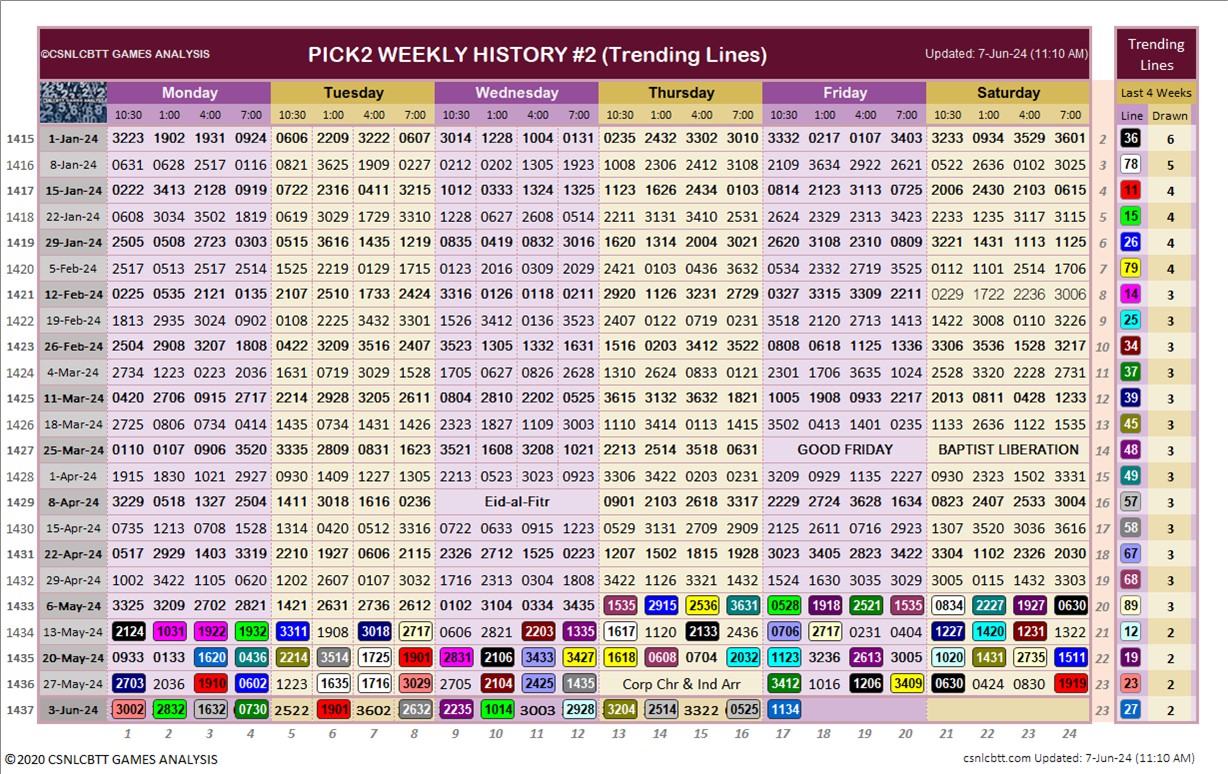 ©CSNLCBTT GAMES ANALYSIS PICK2 WEEKLY HISTORY #2 (Trending Lines) Updated: 7-Jun-24 (11:10 AM) Trending Lines
Monday Tuesday Wednesday Thursday Friday Saturday Last 4 Weeks
10:30 1:00 4:00 7:00 10:30 1:00 4:00 7:00 10:30 1:00 4:00 7:00 10:30 1:00 4:00 7:00 10:30 1:00 4:00 7:00 10:30 1:00 4:00 7:00 Line Drawn
1415 1-Jan-24 3223 1902 1931 0924 0606 2209 3222 0607 3014 1228 1004 0131 0235 2432 3302 3010 3332 0217 0107 3403 3233 0934 3529 3601 2 36 6
1416 8-Jan-24 0631 0628 2517 0116 0821 3625 1909 0227 0212 0202 1305 1923 1008 2306 2412 3108 2109 3634 2922 2621 0522 2636 0102 3025 3 78 5
1417 15-Jan-24 0222 3413 2128 0919 0722 2316 0411 3215 1012 0333 1324 1325 1123 1626 2434 0103 0814 2123 3113 0725 2006 2430 2103 0615 4 11 4
1418 22-Jan-24 0608 3034 3502 1819 0619 3029 1729 3310 1228 0627 2608 0514 2211 3131 3410 2531 2624 2329 2313 3423 2233 1235 3117 3115 5 15 4
1419 29-Jan-24 2505 0508 2723 0303 0515 3616 1435 1219 0835 0419 0832 3016 1620 1314 2004 3021 2620 3108 2310 0809 3221 1431 1113 1125 6 26 4
1420 5-Feb-24 2517 0513 2517 2514 1525 2219 0129 1715 0123 2016 0309 2029 2421 0103 0436 3632 0534 2332 2719 3525 0112 1101 2514 1706 7 79 4
1421 12-Feb-24 0225 0535 2121 0135 2107 2510 1733 2424 3316 0126 0118 0211 2920 1126 3231 2729 0327 3315 3309 2211 0229 1722 2236 3006 8 14 3
1422 19-Feb-24 1813 2935 3024 0902 0108 2225 3432 3301 1526 3412 0136 3523 2407 0122 0719 0231 3518 2120 2713 1413 1422 3008 0110 3226 9 25 3
1423 26-Feb-24 2504 2908 3207 1808 0422 3209 3516 2407 3523 1305 1332 1631 1516 0203 3412 3522 0808 0618 1125 1336 3306 3536 1528 3217 10 34 3
1424 4-Mar-24 2734 1223 0223 2036 1631 0719 3029 1528 1705 0627 0826 2628 1310 2624 0833 0121 2301 1706 3635 1024 2528 3320 2228 2731 11 37 3
1425 11-Mar-24 0420 2706 0915 2717 2214 2928 3205 2611 0804 2810 2202 0525 3615 3132 3632 1821 1005 1908 0933 2217 2013 0811 0428 1233 12 39 3
1426 18-Mar-24 2725 0806 0734 0414 1435 0734 1431 1426 2323 1827 1109 3003 1110 3414 0113 1415 3502 0413 1401 0235 1133 2636 1122 1535 13 45 3
1427 25-Mar-24 0110 0107 0906 3520 3335 2809 0831 1623 3521 1608 3208 1021 2213 2514 3518 0631 GOOD FRIDAY BAPTIST LIBERATION 14 48 3
1428 1-Apr-24 1915 1830 1021 2927 0930 1409 1227 1305 2213 0523 3023 0923 3306 3422 1203 0231 3209 0929 1135 2227 0930 2323 1502 3331 15 49 3
1429 8-Apr-24 3229 0518 1327 2504 1411 3018 1616 0236 Eid-al-Fitr 0901 2103 2618 3317 2229 2724 3628 1634 0823 2407 2533 3004 16 57 3
1430 15-Apr-24 0735 1213 0708 1528 1314 0420 0512 3316 0722 0633 0915 1223 0529 3131 2709 2909 2125 2611 0716 2923 1307 3520 3036 3616 17 58 3
1431 22-Apr-24 0517 2929 1403 3319 2210 1927 0606 2115 2326 2712 1525 0223 1207 1502 1815 1928 3023 3405 2823 3422 3304 1102 2326 2030 18 67 3
1432 29-Apr-24 1002 3422 1105 0620 1202 2607 0107 3032 1716 2313 0304 1808 3422 1126 3321 1432 1524 1630 3035 3029 3005 0115 1432 3303 19 68 3
1433 6-May-24 3325 3209 2702 2821 1421 2631 2736 2612 0102 3104 0334 3435 1535 2915 2536 3631 0528 1918 2521 1535 0834 2227 1927 0630 20 89 3
1434 13-May-24 2124 1031 1922 1932 3311 1908 3018 2717 0606 2821 2203 1335 1617 1120 2133 2436 0706 2717 0231 0404 1227 1420 1231 1322 21 12 2
1435 20-May-24 0933 0133 1620 0436 2214 3514 1725 1901 2831 2106 3433 3427 1618 0608 0704 2032 1123 3236 2613 3005 1020 1431 2735 1511 22 19 2
1436 27-May-24 2703 2036 1910 0602 1223 1635 1716 3029 2705 2104 2425 1435 Corp Chr & Ind Arr 3412 1016 1206 3409 0630 0424 0830 1919 23 23 2
1437 3-Jun-24 3002 2832 1632 0730 2522 1901 3602 2632 2235 1014 3003 2928 3204 2514 3322 0525 1134 23 27 2
1 2 3 4 5 6 7 8 9 10 11 12 13 14 15 16 17 18 19 20 21 22 23 24
©2020 CSNLCBTT GAMES ANALYSIS csnlcbtt.com Updated: 7-Jun-24 (11:10 AM)